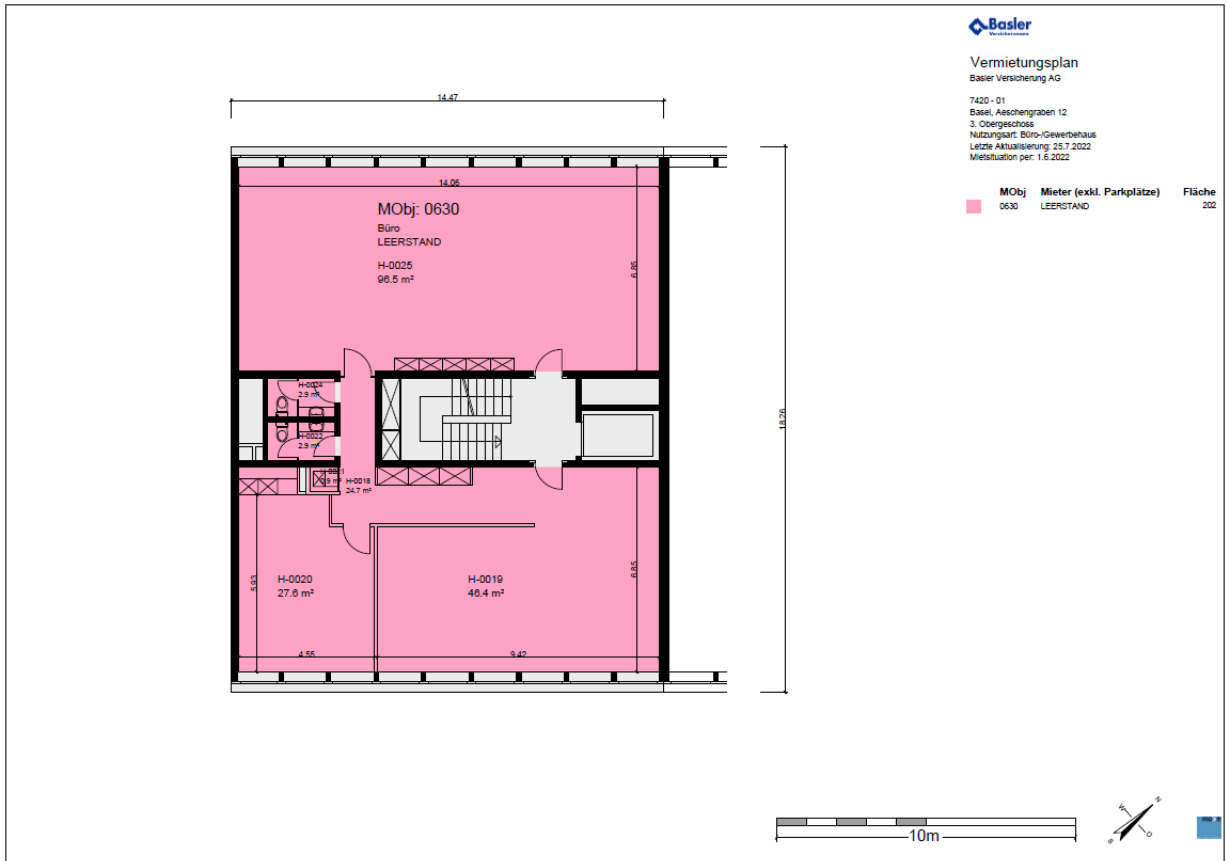 Basler
Versicherungen
Vermietungsplan
Basler Versicherung AG
7420 - 01
Basel, Aeschengraben 12
3. Obergeschoss
Nutzungsart: Büro-/Gewerbehaus
Letzte Aktualisierung: 25.7.2022
Mietsituation per: 1.6.2022
MObj Mieter (exkl. Parkplätze) Fläche
0630 LEERSTAND 202
14.47
14.06
MObj: 0630
Büro
LEERSTAND
H-0025
96.5 m²
6.85
18.26
H-0024
2.9 m²
H-0022
2.9 m²
H-0018
24.7 m²
H-0020
27.6 m²
5.93
H-0019
46.4 m²
6.85
4.55
9.42
10m
N
W
O
S